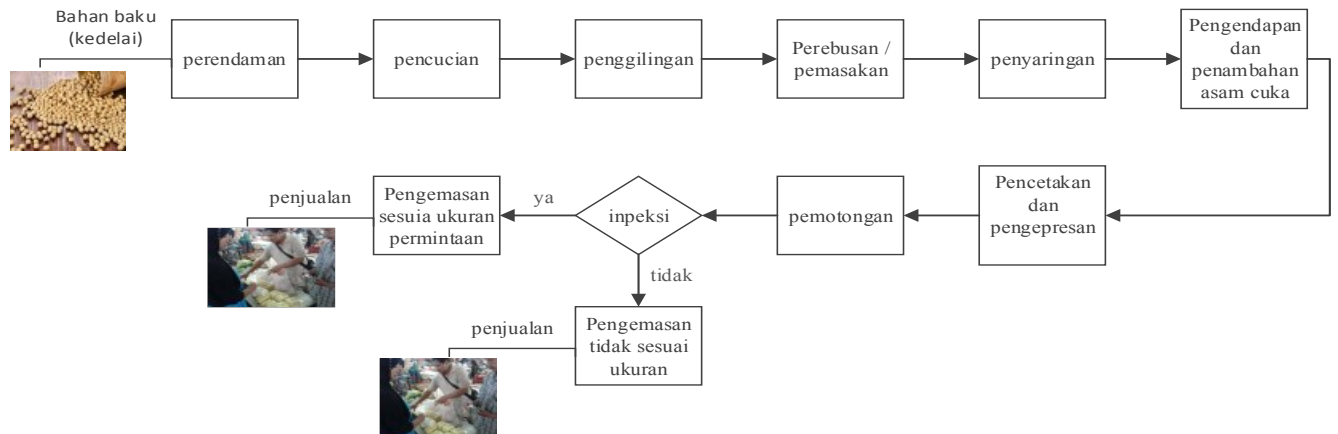 Bahan baku
(kedelai)
perendaman
pencucian
penggilingan
Perebusan /
pemasakan
penyaringan
Pengendapan
dan
penambahan
asam cuka
Pencetakan
dan
pengepresan
pemotongan
inpeksi
ya
Pengemasan
sesuia ukuran
permintaan
penjualan
tidak
Pengemasan
tidak sesuai
ukuran
penjualan